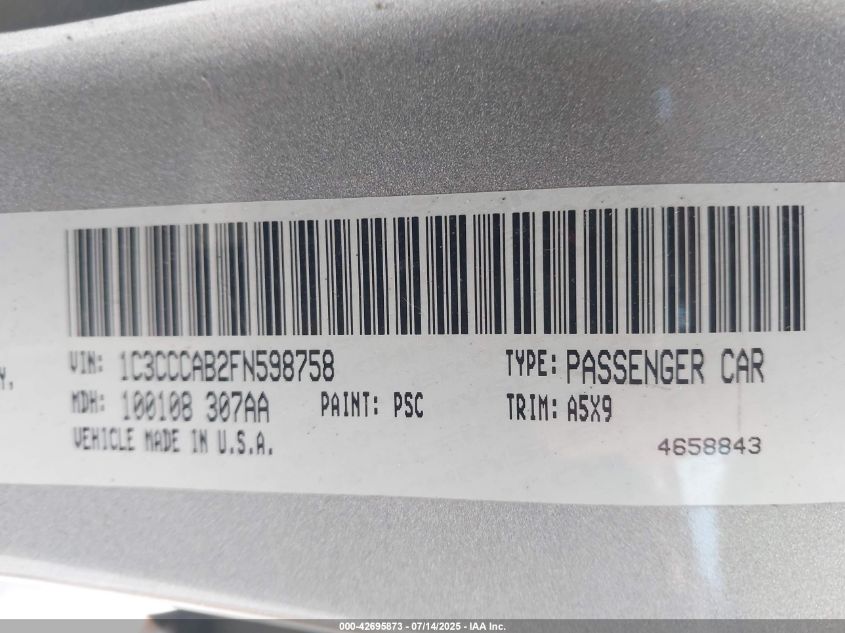 Y.
VIN: 1C3CCCAB2FN598758 TYPE: PASSENGER CAR
MDH: 100108 307AA PAINT: PSC TRIM: A5X9
VEHICLE MADE IN U.S.A. 4658843
000-42695873 - 07/14/2025 - IAA Inc.